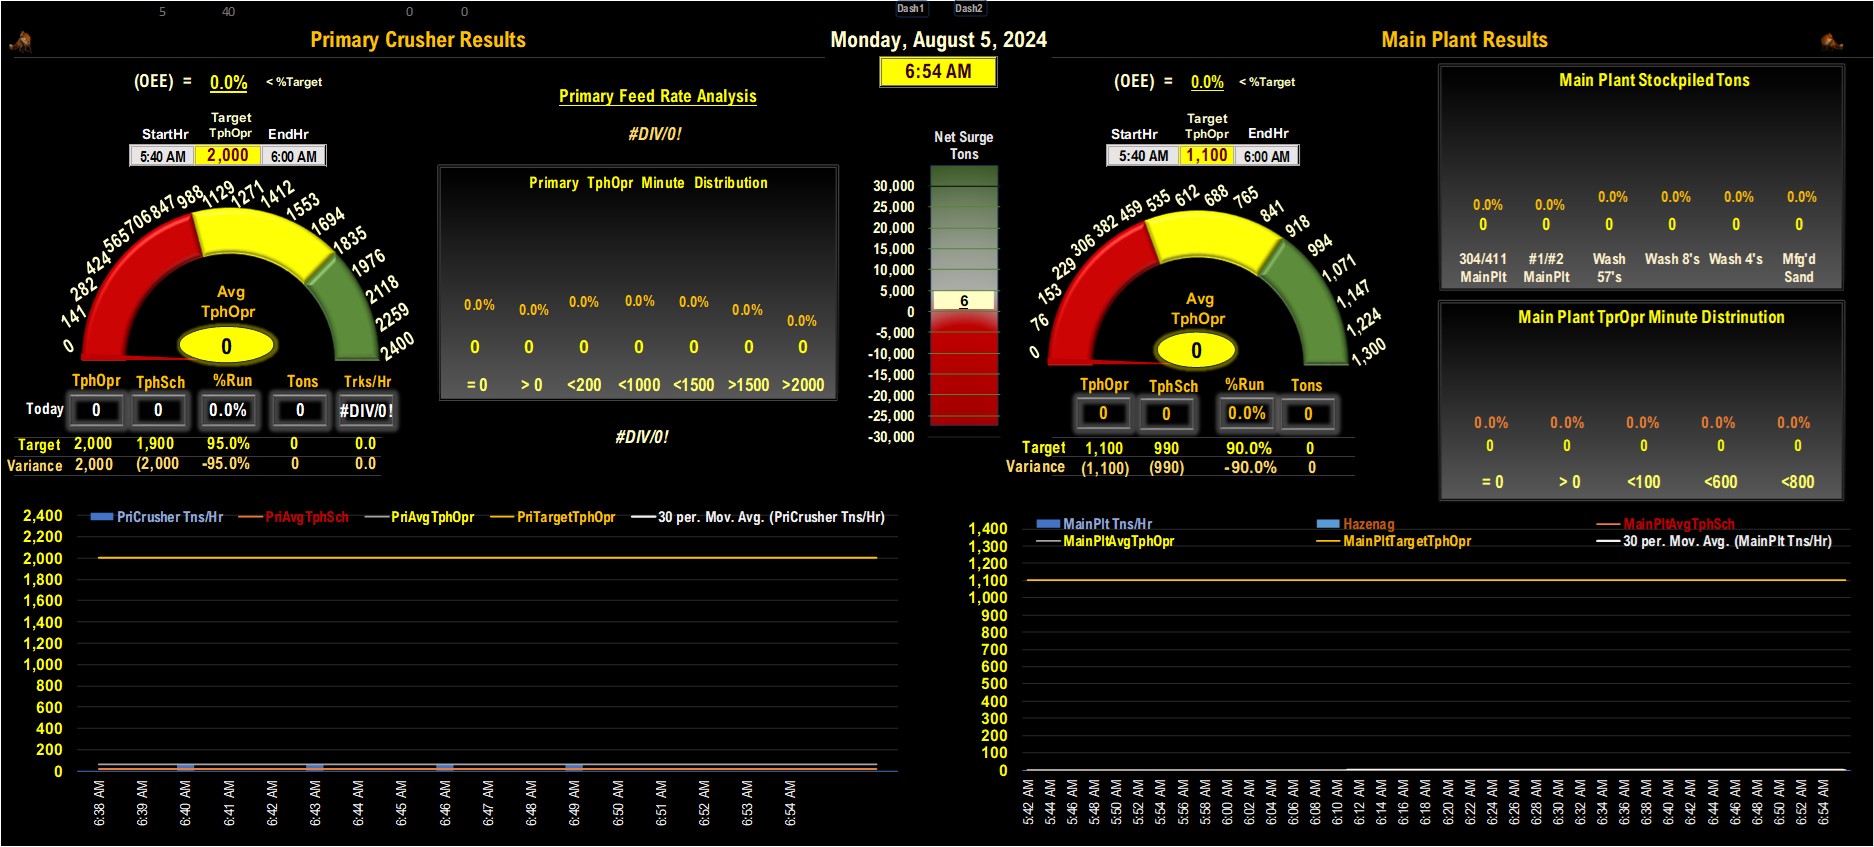 5 40 0 0 Dash1 Dash2
Primary Crusher Results
Monday, August 5, 2024
Main Plant Results
6:54 AM
(OEE) = 0.0% < %Target
Primary Feed Rate Analysis
#DIV/0!
Target
StartHr TphOpr EndHr
5:40 AM 2,000 6:00 AM
0 141 282 424 565 706 847 988 1129 1271 1412 1553 1694 1835 1976 2118 2259 2400
Avg
TphOpr
0
TphOpr TphSch %Run Tons Trks/Hr
Today 0 0 0.0% 0 #DIV/0!
Target 2,000 1,900 95.0% 0 0.0
Variance 2,000 (2,000 -95.0% 0 0.0
Primary TphOpr Minute Distribution
0.0% 0.0% 0.0% 0.0% 0.0% 0.0% 0.0%
0 0 0 0 0 0 0
= 0 > 0 <200 <1000 <1500 >1500 >2000
#DIV/0!
Net Surge
Tons
30,000
25,000
20,000
15,000
10,000
5,000
6
0
-5,000
-10,000
-15,000
-20,000
-25,000
-30,000
(OEE) = 0.0% < %Target
Target
StartHr TphOpr EndHr
5:40 AM 1,100 6:00 AM
0 76 153 229 306 382 459 535 612 688 765 841 918 994 1,071 1,147 1,224 1,300
Avg
TphOpr
0
TphOpr TphSch %Run Tons
0 0 0.0% 0
Target 1,100 990 90.0% 0
Variance (1,100) (990) -90.0% 0
Main Plant Stockpiled Tons
0.0% 0.0% 0.0% 0.0% 0.0% 0.0%
0 0 0 0 0 0
304/411 #1/#2 Wash Wash 8's Wash 4's Mfg'd
MainPlt MainPlt 57's Sand
Main Plant TprOpr Minute Distrinution
0.0% 0.0% 0.0% 0.0% 0.0%
0 0 0 0 0
= 0 > 0 <100 <600 <800
PriCrusher Tns/Hr PriAvgTphSch PriAvgTphOpr PriTargetTphOpr 30 per. Mov. Avg. (PriCrusher Tns/Hr)
2,400
2,200
2,000
1,800
1,600
1,400
1,200
1,000
800
600
400
200
0
6:38 AM 6:39 AM 6:40 AM 6:41 AM 6:42 AM 6:43 AM 6:44 AM 6:45 AM 6:46 AM 6:47 AM 6:48 AM 6:49 AM 6:50 AM 6:51 AM 6:52 AM 6:53 AM 6:54 AM
MainPlt Tns/Hr Hazenag MainPltAvgTphSch
MainPltAvgTphOpr MainPltTargetTphOpr 30 per. Mov. Avg. (MainPlt Tns/Hr)
1,400
1,300
1,200
1,100
1,000
900
800
700
600
500
400
300
200
100
0
5:42 AM 5:44 AM 5:46 AM 5:48 AM 5:50 AM 5:52 AM 5:54 AM 5:56 AM 5:58 AM 6:00 AM 6:02 AM 6:04 AM 6:06 AM 6:08 AM 6:10 AM 6:12 AM 6:14 AM 6:16 AM 6:18 AM 6:20 AM 6:22 AM 6:24 AM 6:26 AM 6:28 AM 6:30 AM 6:32 AM 6:34 AM 6:36 AM 6:38 AM 6:40 AM 6:42 AM 6:44 AM 6:46 AM 6:48 AM 6:50 AM 6:52 AM 6:54 AM